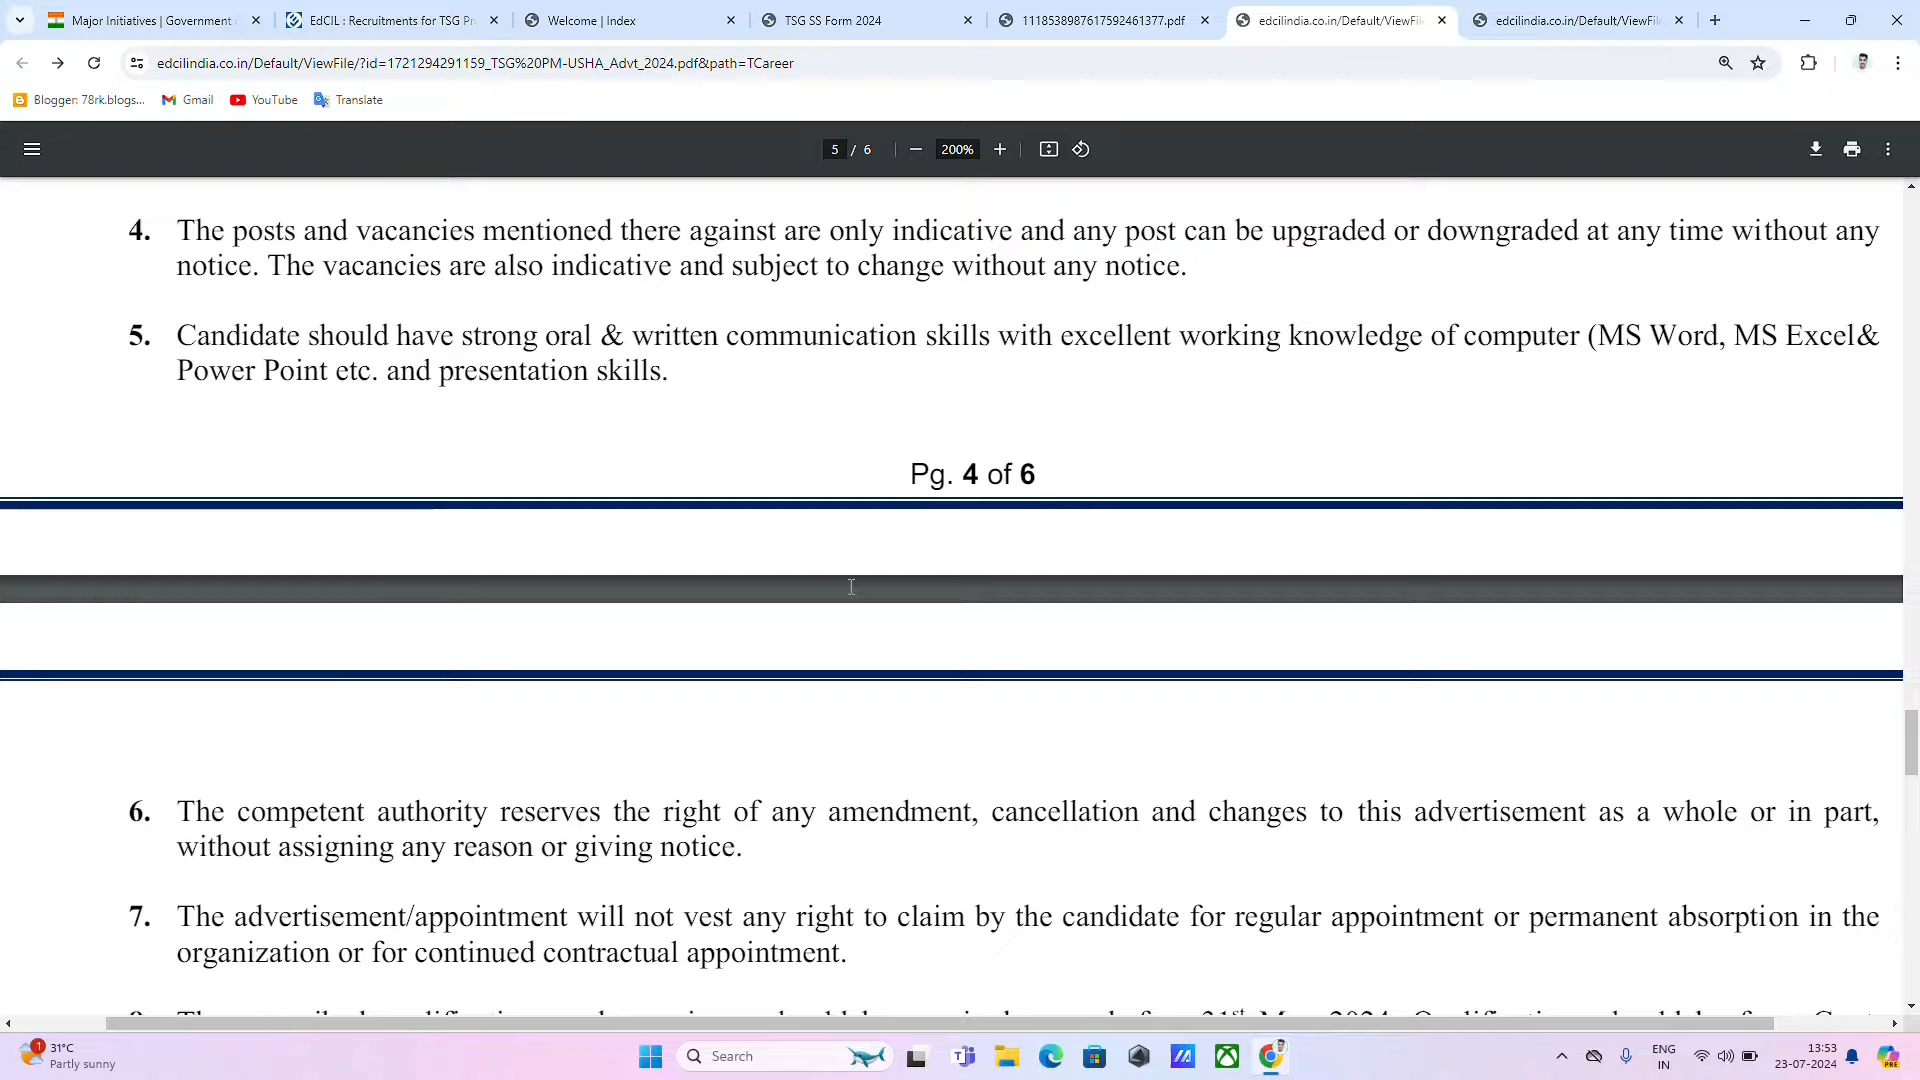 Major Initiatives | Government
EdCIL : Recruitments for TSG Pr
Welcome | Index
TSG SS Form 2024
1118538987617592461377.pdf
edcilindia.co.in/Default/ViewFil
edcilindia.co.in/Default/ViewFil
edcilindia.co.in/Default/ViewFile/?id=1721294291159_TSG%20PM-USHA_Advt_2024.pdf&path=TCareer
Blogger: 78rk.blogs...
Gmail
YouTube
Translate
5 / 6
200%
4. The posts and vacancies mentioned there against are only indicative and any post can be upgraded or downgraded at any time without any
notice. The vacancies are also indicative and subject to change without any notice.
5. Candidate should have strong oral & written communication skills with excellent working knowledge of computer (MS Word, MS Excel&
Power Point etc. and presentation skills.
Pg. 4 of 6
6. The competent authority reserves the right of any amendment, cancellation and changes to this advertisement as a whole or in part,
without assigning any reason or giving notice.
7. The advertisement/appointment will not vest any right to claim by the candidate for regular appointment or permanent absorption in the
organization or for continued contractual appointment.
1
31°C
Partly sunny
Search
ENG
IN
13:53
23-07-2024
PRE